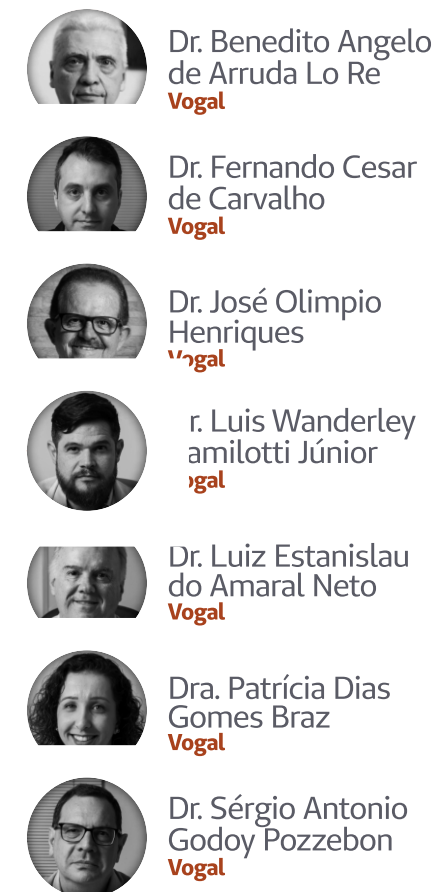 Dr. Benedito Angelo
de Arruda Lo Re
Vogal
Dr. Fernando Cesar
de Carvalho
Vogal
Dr. José Olimpio
Henriques
Vogal
r. Luis Wanderley
amilotti Júnior
ogal
Dr. Luiz Estanislau
do Amaral Neto
Vogal
Dra. Patrícia Dias
Gomes Braz
Vogal
Dr. Sérgio Antonio
Godoy Pozzebon
Vogal